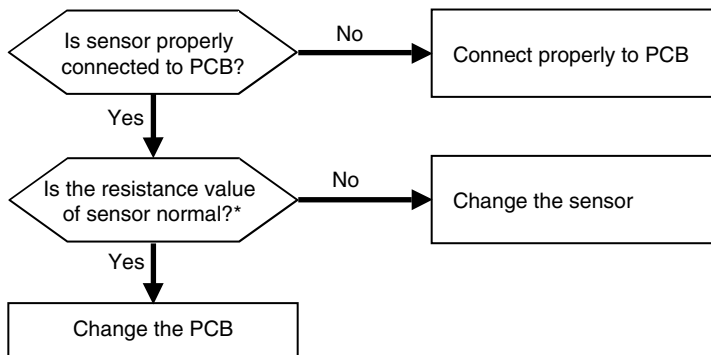 Is sensor properly
connected to PCB?
No
Connect properly to PCB
Yes
Is the resistance value
of sensor normal?*
No
Change the sensor
Yes
Change the PCB